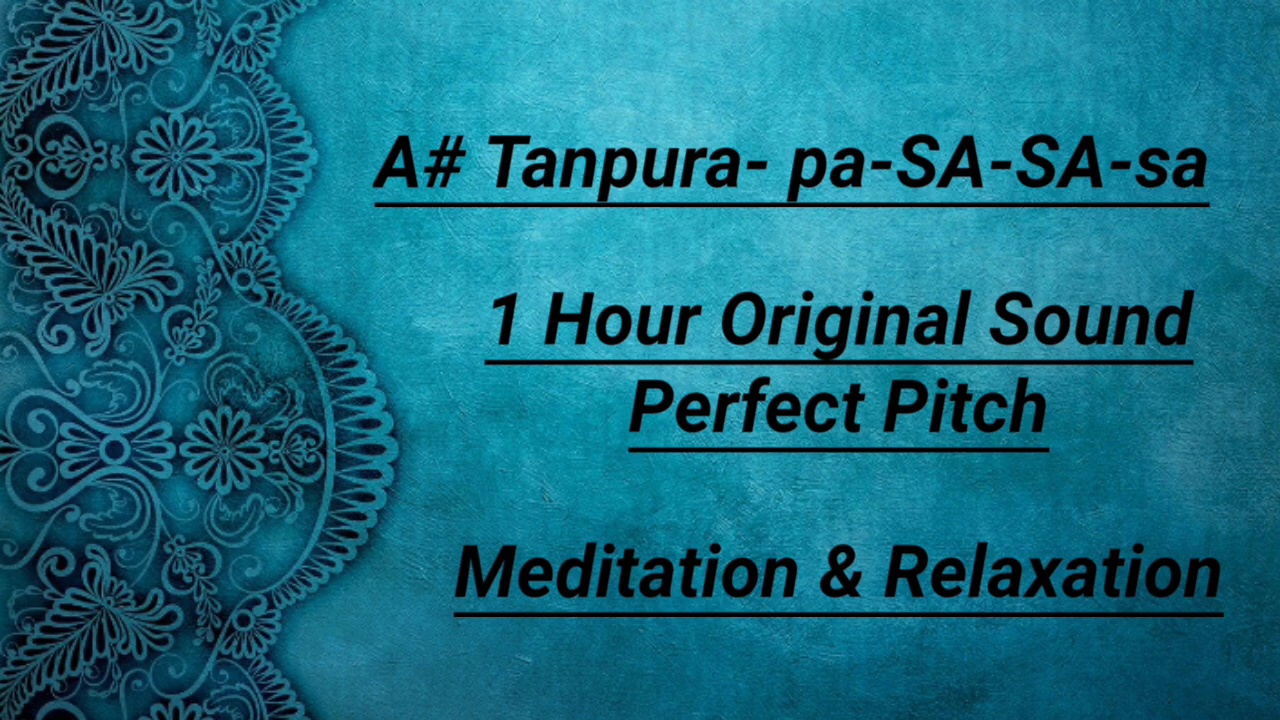 A# Tanpura- pa-SA-SA-sa
1 Hour Original Sound
Perfect Pitch
Meditation & Relaxation